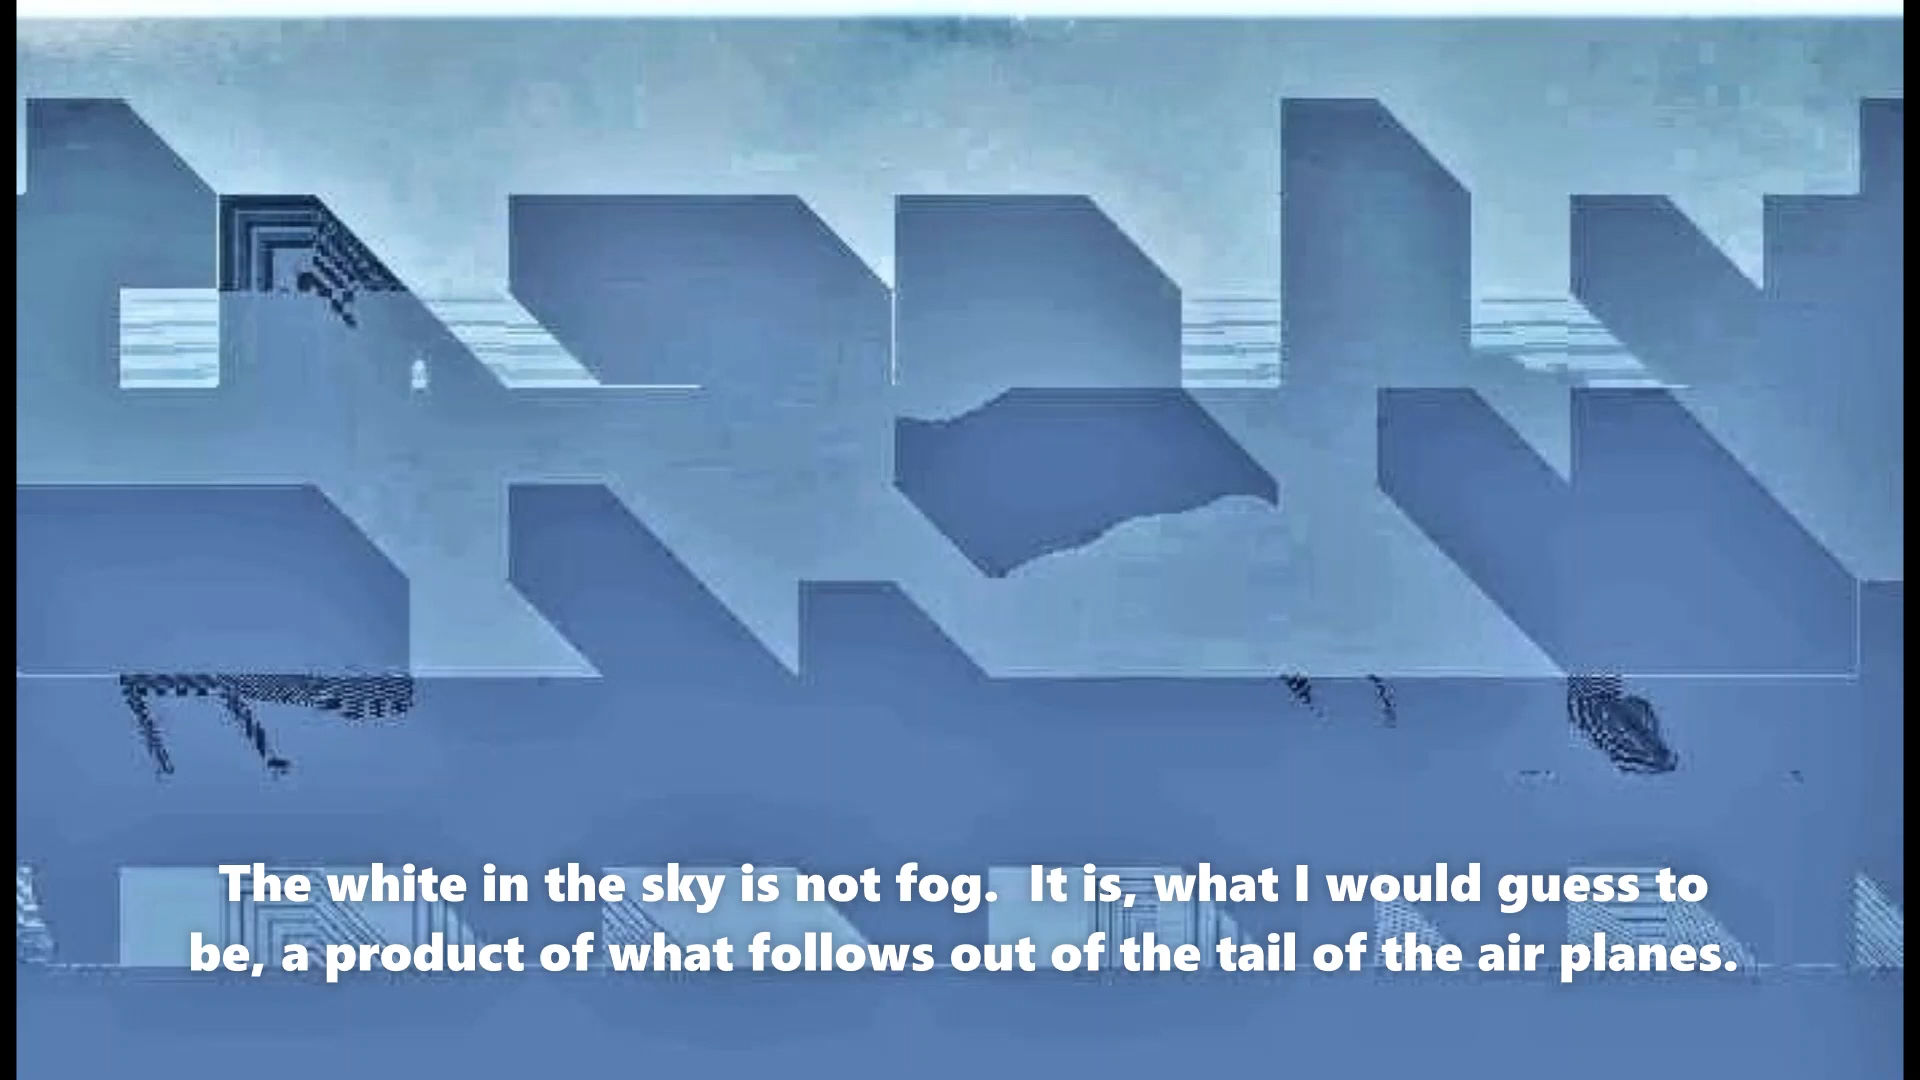 The white in the sky is not fog.  It is, what I would guess to
be, a product of what follows out of the tail of the air planes.